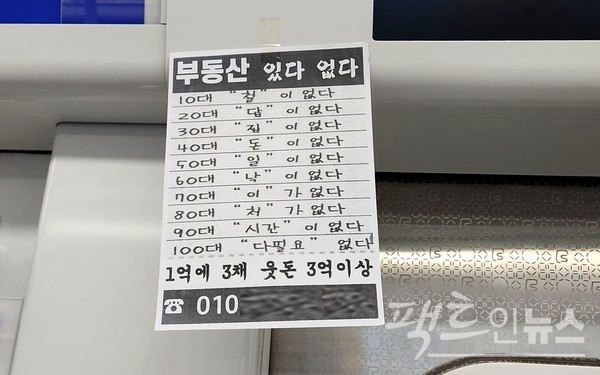 부동산 있다 없다
10대 "철"이 없다
20대 "답"이 없다
30대 "집"이 없다
40대 "돈"이 없다
50대 "일"이 없다
60대 "낙"이 없다
70대 "이"가 없다
80대 "처"가 없다
90대 "시간"이 없다
100대 "다필요" 없다
1억에 3채 웃돈 3억이상
☎ 010
팩트인뉴스